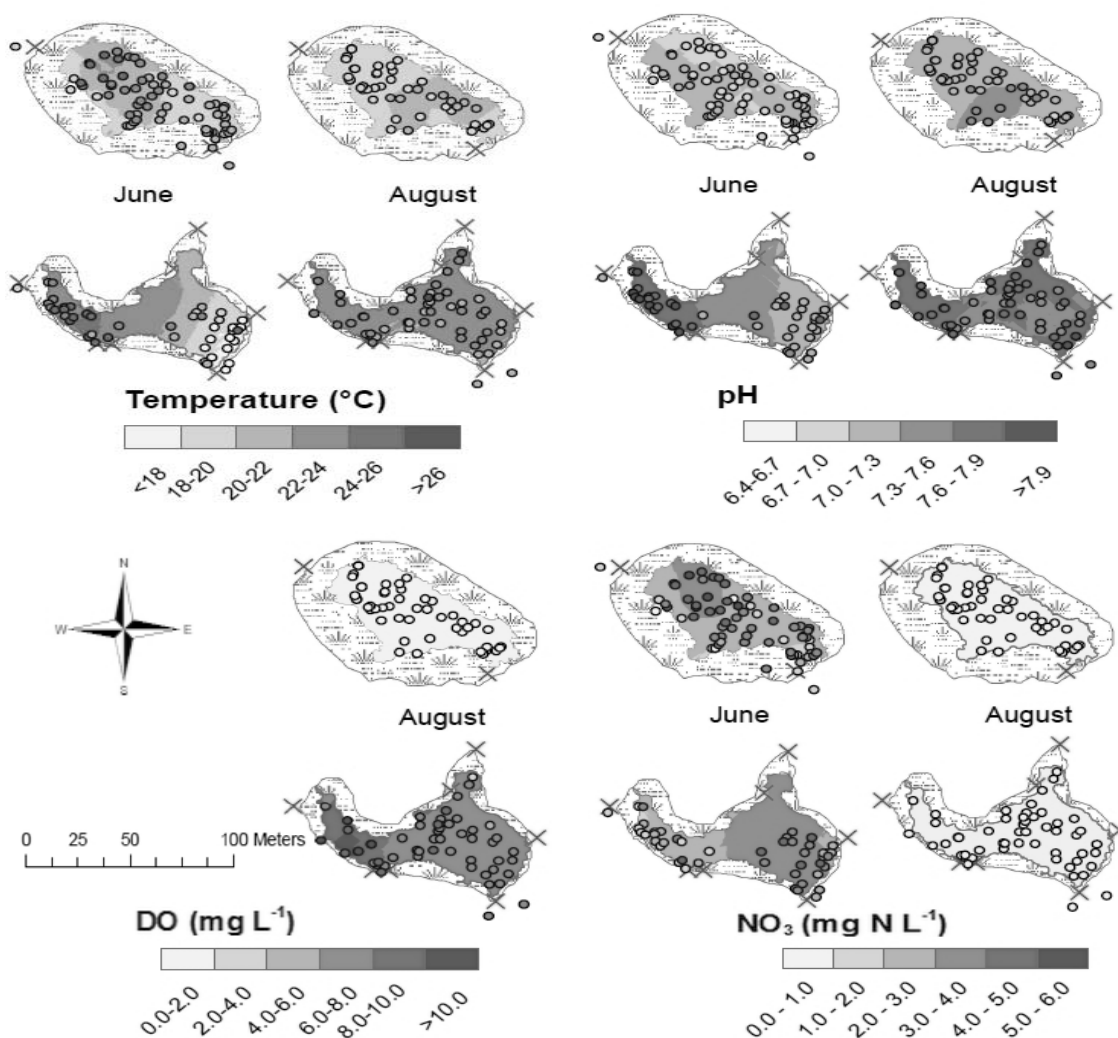 June
August
June
August
Temperature (°C)
<18
18-20
20-22
22-24
24-26
>26
pH
6.4-6.7
6.7 - 7.0
7.0 - 7.3
7.3- 7.6
7.6 - 7.9
>7.9
N
W
E
S
August
June
August
0
25
50
100 Meters
DO (mg L⁻¹)
0.0-2.0
2.0-4.0
4.0-6.0
6.0-8.0
8.0-10.0
>10.0
NO₃ (mg N L⁻¹)
0.0 - 1.0
1.0 - 2.0
2.0 - 3.0
3.0 - 4.0
4.0 - 5.0
5.0 - 6.0